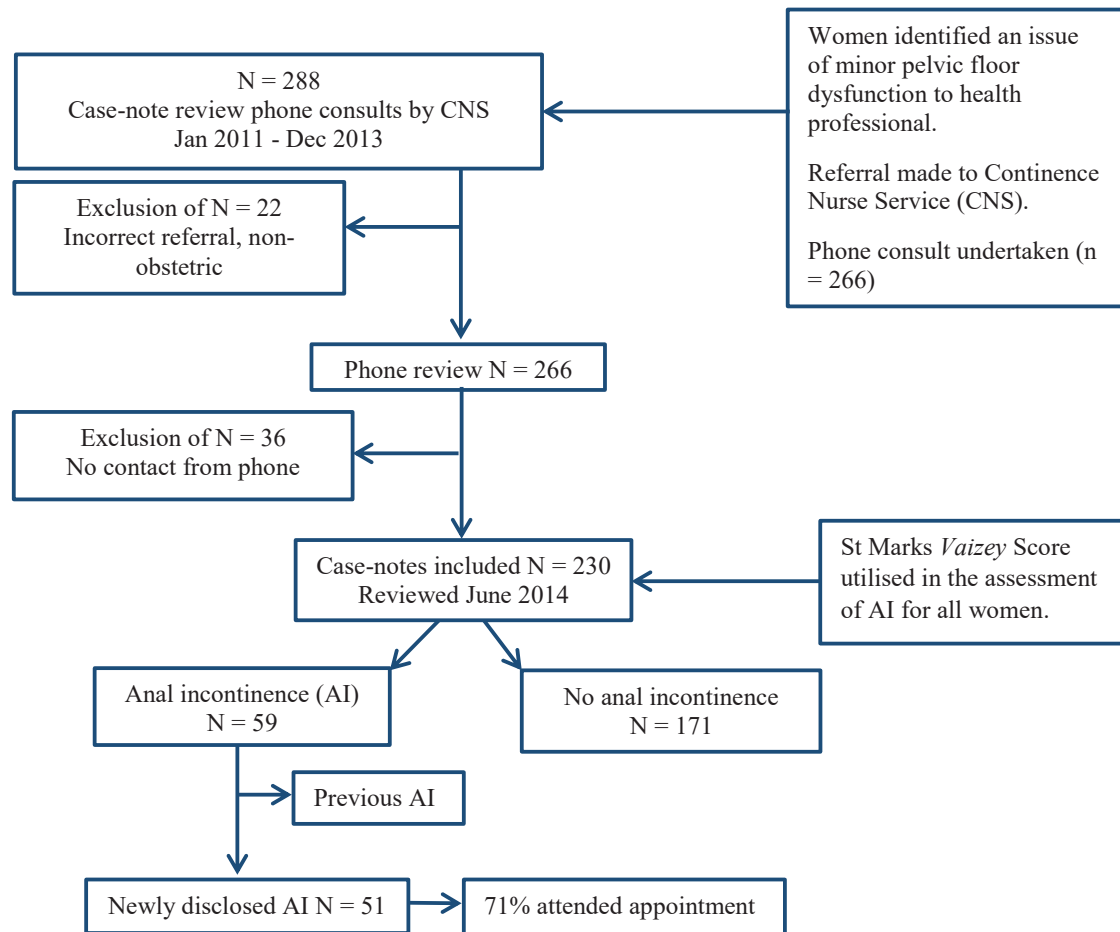 N = 288
Case-note review phone consults by CNS
Jan 2011 - Dec 2013
Women identified an issue
of minor pelvic floor
dysfunction to health
professional.
Referral made to Continence
Nurse Service (CNS).
Phone consult undertaken (n
= 266)
Exclusion of N = 22
Incorrect referral, non-
obstetric
Phone review N = 266
Exclusion of N = 36
No contact from phone
Case-notes included N = 230
Reviewed June 2014
St Marks Vaizey Score
utilised in the assessment
of AI for all women.
Anal incontinence (AI)
N = 59
No anal incontinence
N = 171
Previous AI
Newly disclosed AI N = 51
71% attended appointment